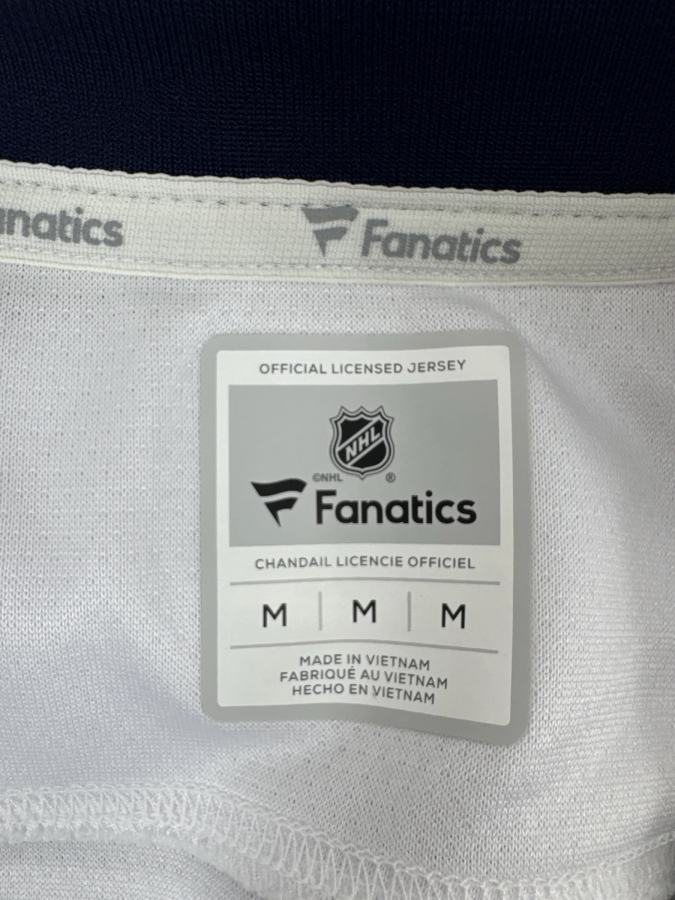 Fanatics Fanatics
OFFICIAL LICENSED JERSEY
NHL
©NHL ®
Fanatics
CHANDAIL LICENCIE OFFICIEL
M | M | M
MADE IN VIETNAM
FABRIQUÉ AU VIETNAM
HECHO EN VIETNAM